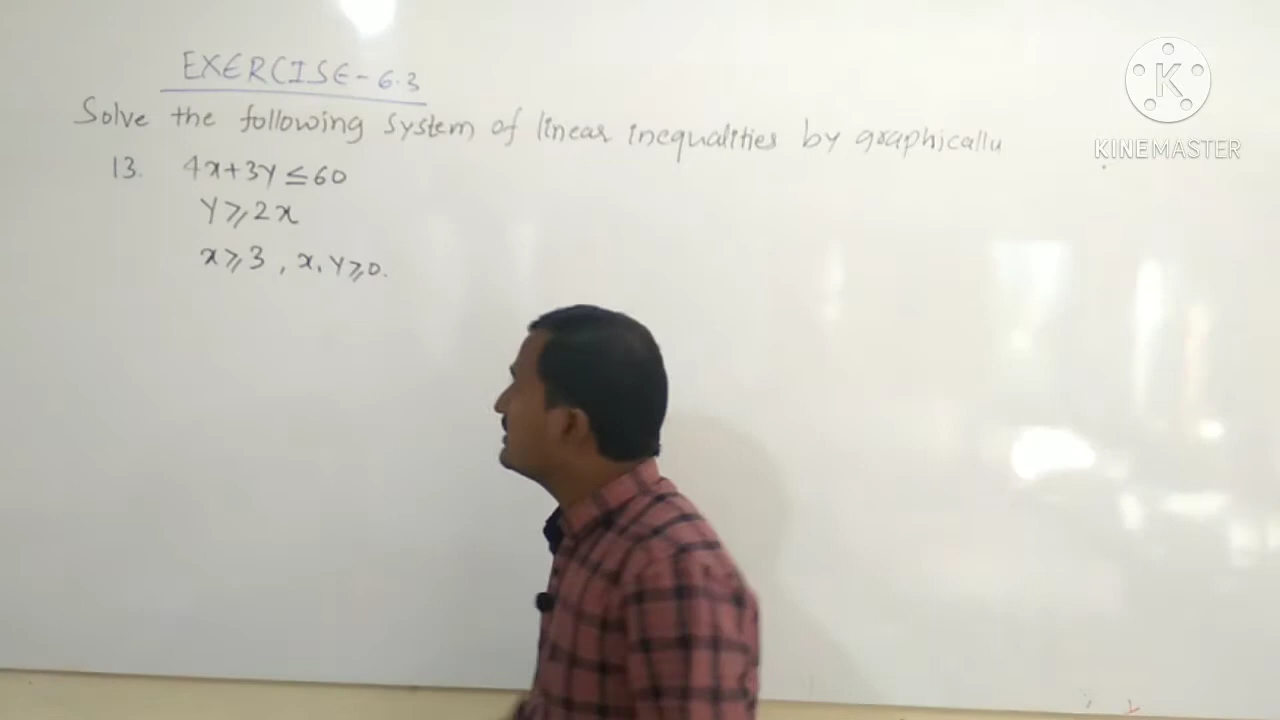 EXERCISE-6.3
Solve the following system of linear inequalities by graphically
13. 4x+3y≤60
y≥2x
x≥3, x, y≥0.
K
KINEMASTER